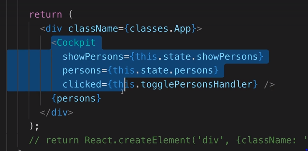 return (
<div className={classes.App}>
<Cockpit
showPersons={this.state.showPersons}
persons={this.state.persons}
clicked={this.togglePersonsHandler} />
{persons}
</div>
);
// return React.createElement('div', {className: '